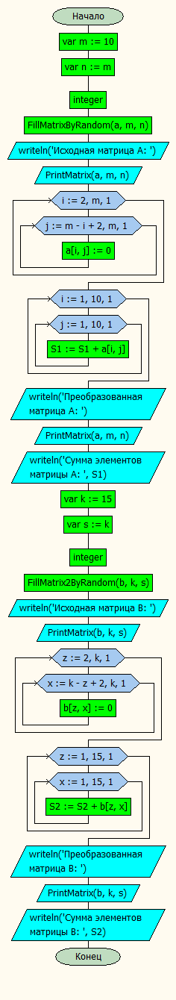 Начало
var m := 10
var n := m
integer
FillMatrixByRandom(a, m, n)
writeln('Исходная матрица A: ')
PrintMatrix(a, m, n)
i := 2, m, 1
j := m - i + 2, m, 1
a[i, j] := 0
i := 1, 10, 1
j := 1, 10, 1
S1 := S1 + a[i, j]
writeln('Преобразованная
матрица A: ')
PrintMatrix(a, m, n)
writeln('Сумма элементов
матрицы A: ', S1)
var k := 15
var s := k
integer
FillMatrix2ByRandom(b, k, s)
writeln('Исходная матрица B: ')
PrintMatrix(b, k, s)
z := 2, k, 1
x := k - z + 2, k, 1
b[z, x] := 0
z := 1, 15, 1
x := 1, 15, 1
S2 := S2 + b[z, x]
writeln('Преобразованная
матрица B: ')
PrintMatrix(b, k, s)
writeln('Сумма элементов
матрицы B: ', S2)
Конец